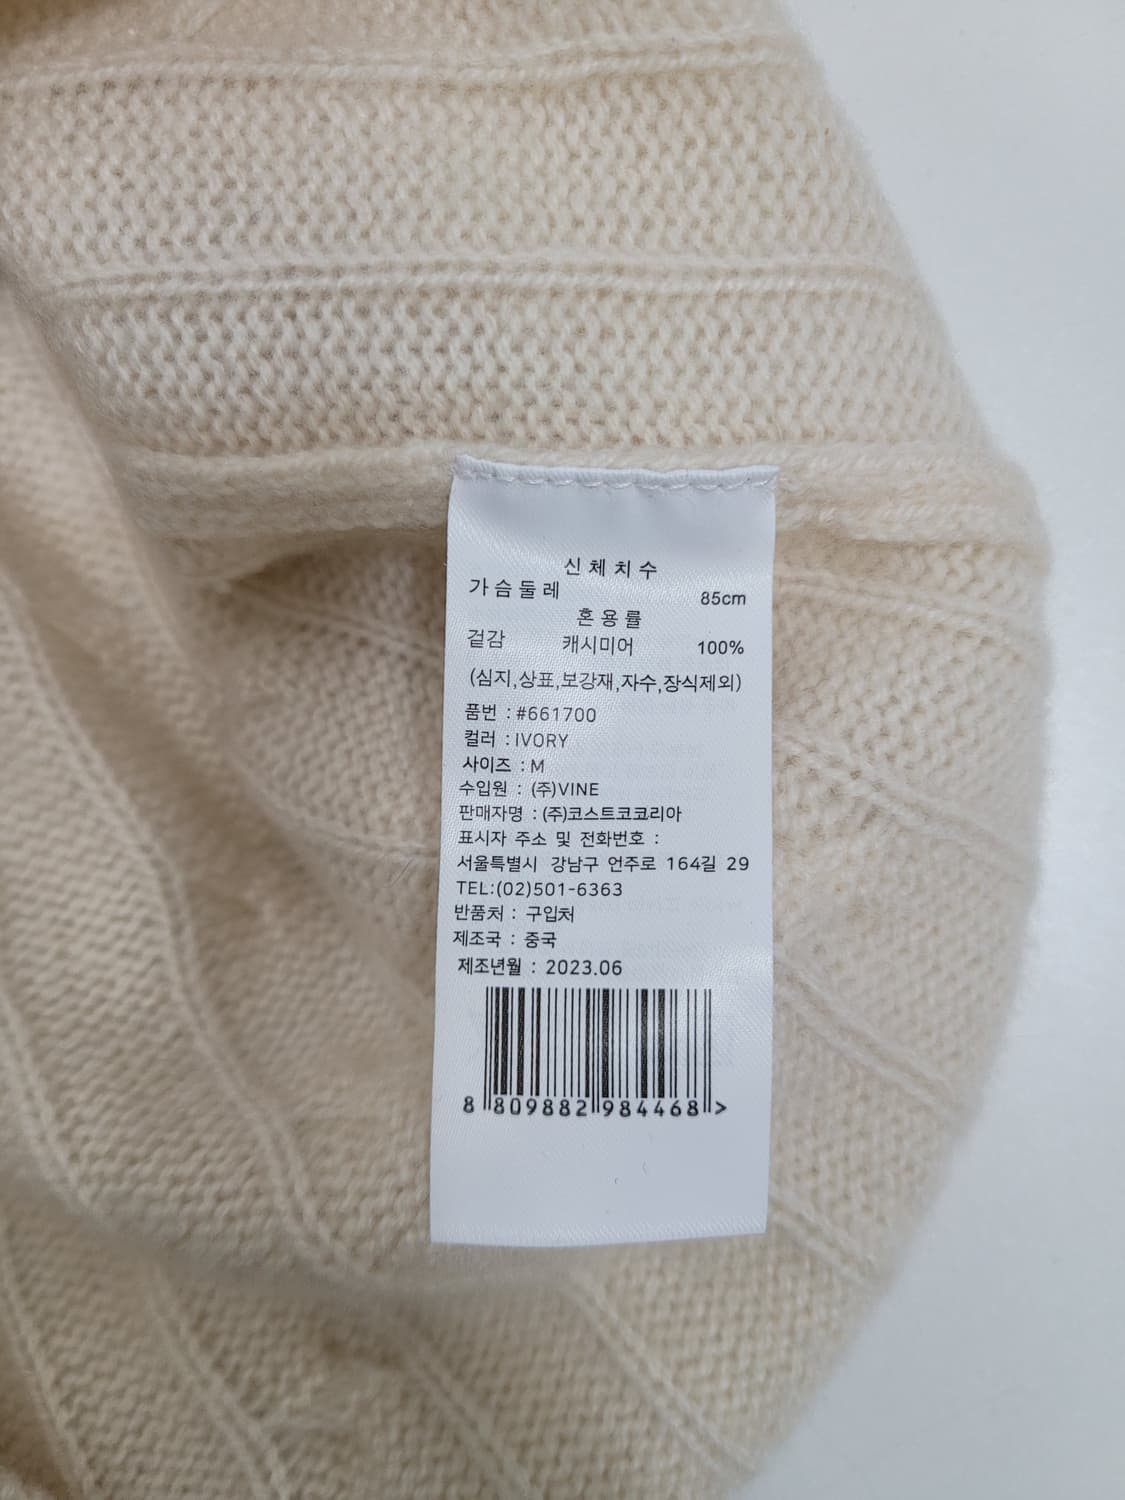 신체치수
가슴둘레 85cm
혼용률
겉감 캐시미어 100%
(심지,상표,보강재,자수,장식제외)
품번 :#661700
컬러 :IVORY
사이즈 :M
수입원 : (주)VINE
판매자명 :(주)코스트코코리아
표시자 주소 및 전화번호 :
서울특별시 강남구 언주로 164길 29
TEL:(02)501-6363
반품처 : 구입처
제조국 : 중국
제조년월 : 2023.06
8 809882 984468 >